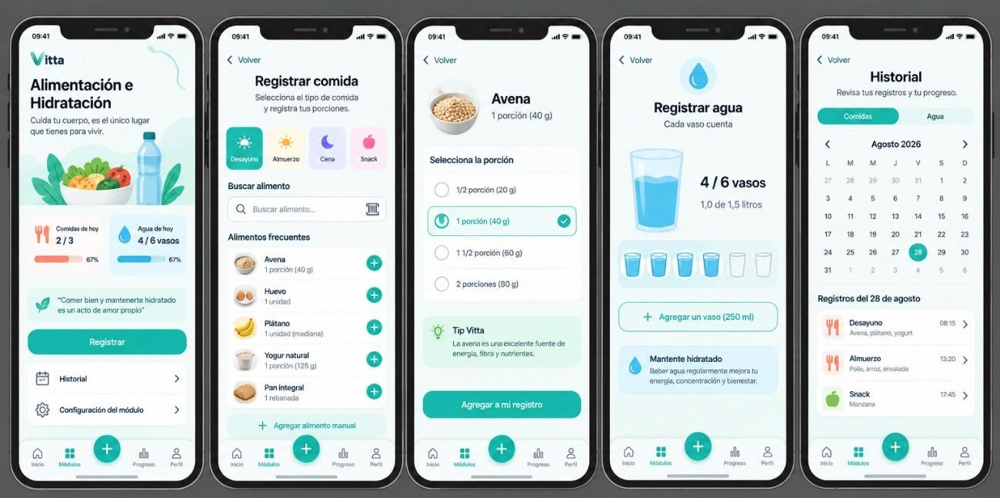 09:41
Vitta
Alimentación e
Hidratación
Cuida tu cuerpo, es el único lugar
que tienes para vivir.
Comidas de hoy
2 / 3
67%
Agua de hoy
4 / 6 vasos
67%
“Comer bien y mantenerte hidratado
es un acto de amor propio”
Registrar
Historial
Configuración del módulo
Inicio
Módulos
Progreso
Perfil
09:41
Volver
Registrar comida
Selecciona el tipo de comida
y registra tus porciones.
Desayuno
Almuerzo
Cena
Snack
Buscar alimento
Buscar alimento...
Alimentos frecuentes
Avena
1 porción (40 g)
Huevo
1 unidad
Plátano
1 unidad (mediana)
Yogur natural
1 porción (125 g)
Pan integral
1 rebanada
Agregar alimento manual
Inicio
Módulos
Progreso
Perfil
09:41
Volver
Avena
1 porción (40 g)
Selecciona la porción
1/2 porción (20 g)
1 porción (40 g)
1 1/2 porción (60 g)
2 porciones (80 g)
Tip Vitta
La avena es una excelente fuente de
energía, fibra y nutrientes.
Agregar a mi registro
Inicio
Módulos
Progreso
Perfil
09:41
Volver
Registrar agua
Cada vaso cuenta
4 / 6 vasos
1,0 de 1,5 litros
Agregar un vaso (250 ml)
Mantente hidratado
Beber agua regularmente mejora tu
energía, concentración y bienestar.
Inicio
Módulos
Progreso
Perfil
09:41
Volver
Historial
Revisa tus registros y tu progreso.
Comidas
Agua
Agosto 2026
L M M J V S D
27 28 29 30 31 1 2
3 4 5 6 7 8 9
10 11 12 13 14 15 16
17 18 19 20 21 22 23
24 25 26 27 28 29 30
31 1 2 3 4 5 6
Registros del 28 de agosto
Desayuno
08:15
Avena, plátano, yogurt
Almuerzo
13:20
Pollo, arroz, ensalada
Snack
17:45
Manzana
Inicio
Módulos
Progreso
Perfil